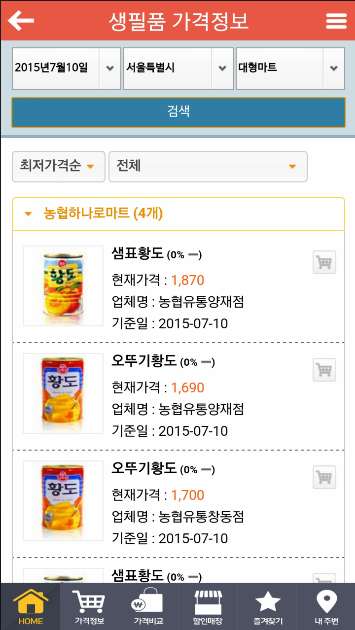 생필품 가격정보
2015년7월10일 서울특별시 대형마트
검색
최저가격순 전체
농협하나로마트 (4개)
샘표황도 (0% ―)
현재가격 : 1,870
업체명 : 농협유통양재점
기준일 : 2015-07-10
황도
오뚜기황도 (0% ―)
현재가격 : 1,690
업체명 : 농협유통양재점
기준일 : 2015-07-10
황도
오뚜기황도 (0% ―)
현재가격 : 1,700
업체명 : 농협유통창동점
기준일 : 2015-07-10
황도
샘표황도 (0% ―)
HOME 가격정보 가격비교 할인매장 즐겨찾기 내 주변